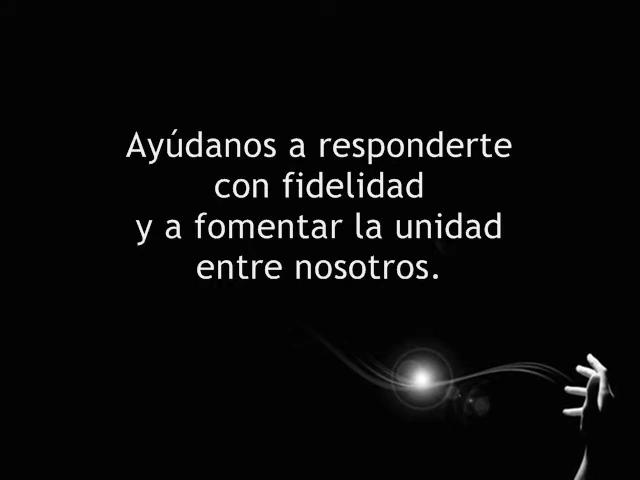 Ayúdanos a responderte
con fidelidad
y a fomentar la unidad
entre nosotros.